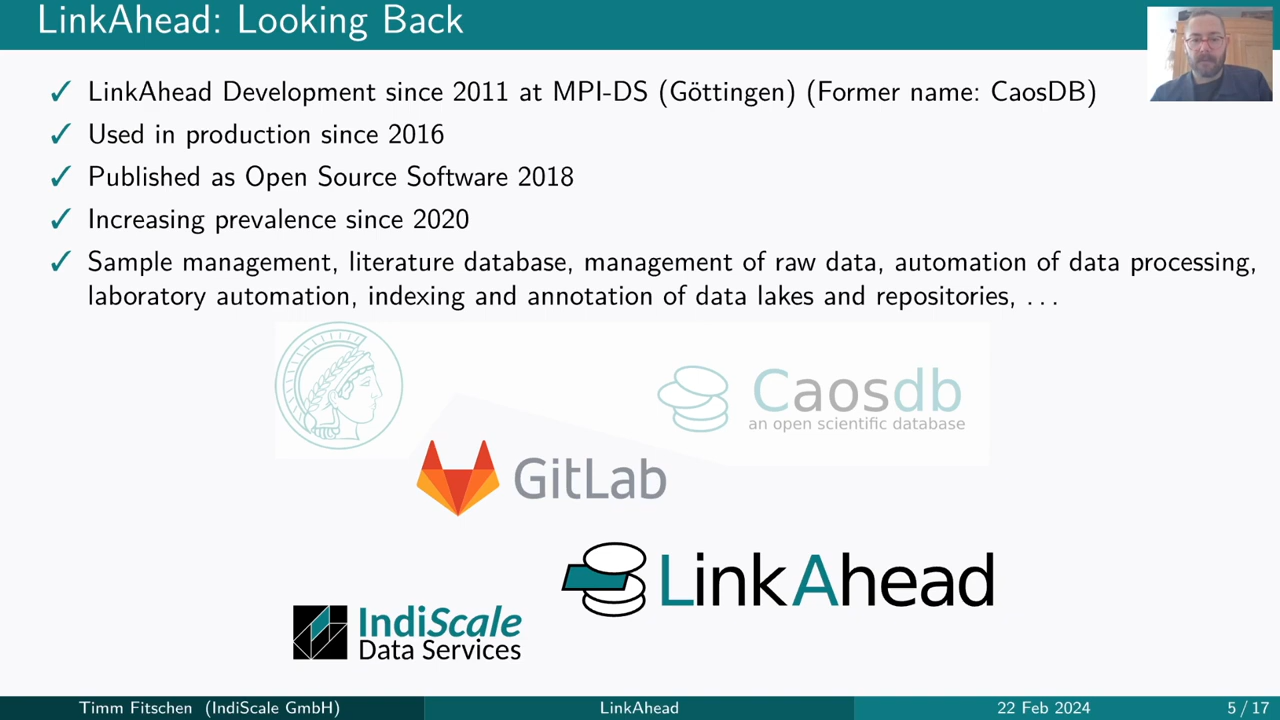 LinkAhead: Looking Back
✓ LinkAhead Development since 2011 at MPI-DS (Göttingen) (Former name: CaosDB)
✓ Used in production since 2016
✓ Published as Open Source Software 2018
✓ Increasing prevalence since 2020
✓ Sample management, literature database, management of raw data, automation of data processing,
laboratory automation, indexing and annotation of data lakes and repositories, ...
Caosdb
an open scientific database
GitLab
LinkAhead
IndiScale
Data Services
Timm Fitschen (IndiScale GmbH) LinkAhead 22 Feb 2024 5 / 17